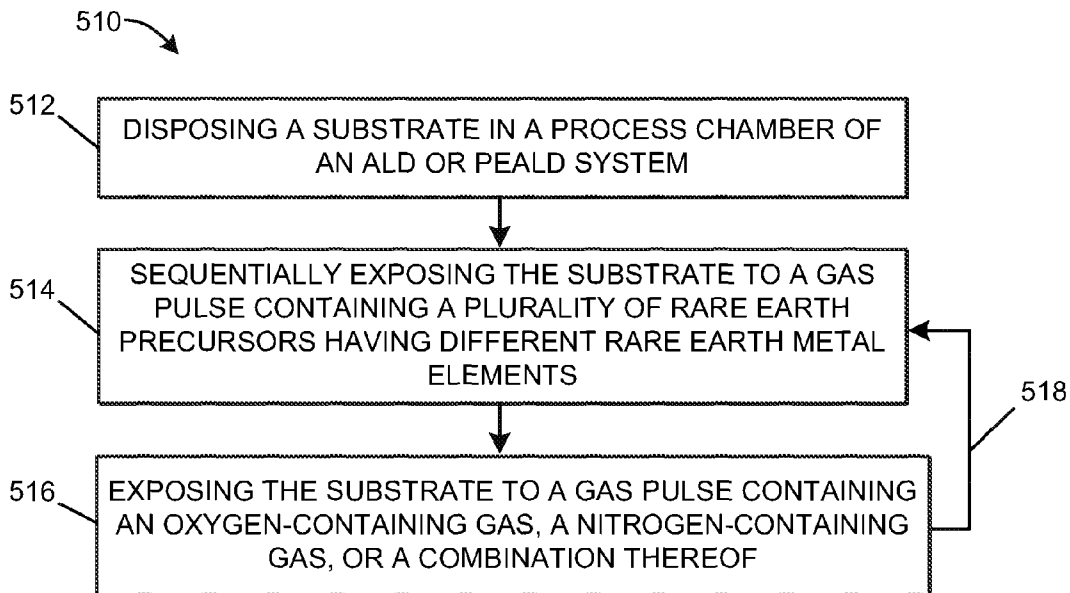 510
512
DISPOSING A SUBSTRATE IN A PROCESS CHAMBER OF
AN ALD OR PEALD SYSTEM
514
SEQUENTIALLY EXPOSING THE SUBSTRATE TO A GAS
PULSE CONTAINING A PLURALITY OF RARE EARTH
PRECURSORS HAVING DIFFERENT RARE EARTH METAL
ELEMENTS
518
516
EXPOSING THE SUBSTRATE TO A GAS PULSE CONTAINING
AN OXYGEN-CONTAINING GAS, A NITROGEN-CONTAINING
GAS, OR A COMBINATION THEREOF